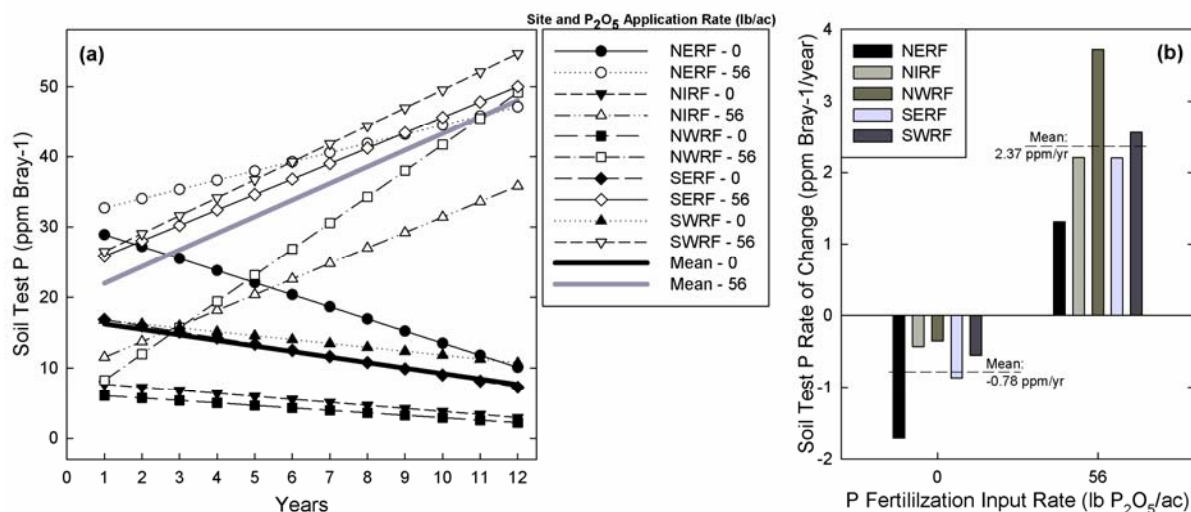 (a)
Soil Test P (ppm Bray-1)
50
40
30
20
10
0
0 1 2 3 4 5 6 7 8 9 10 11 12
Years
Site and P2O5 Application Rate (lb/ac)
NERF - 0
NERF - 56
NIRF - 0
NIRF - 56
NWRF - 0
NWRF - 56
SERF - 0
SERF - 56
SWRF - 0
SWRF - 56
Mean - 0
Mean - 56
(b)
Soil Test P Rate of Change (ppm Bray-1/year)
4
3
2
1
0
-1
-2
NERF
NIRF
NWRF
SERF
SWRF
Mean:
2.37 ppm/yr
Mean:
-0.78 ppm/yr
0 56
P Fertililzation Input Rate (lb P2O5/ac)